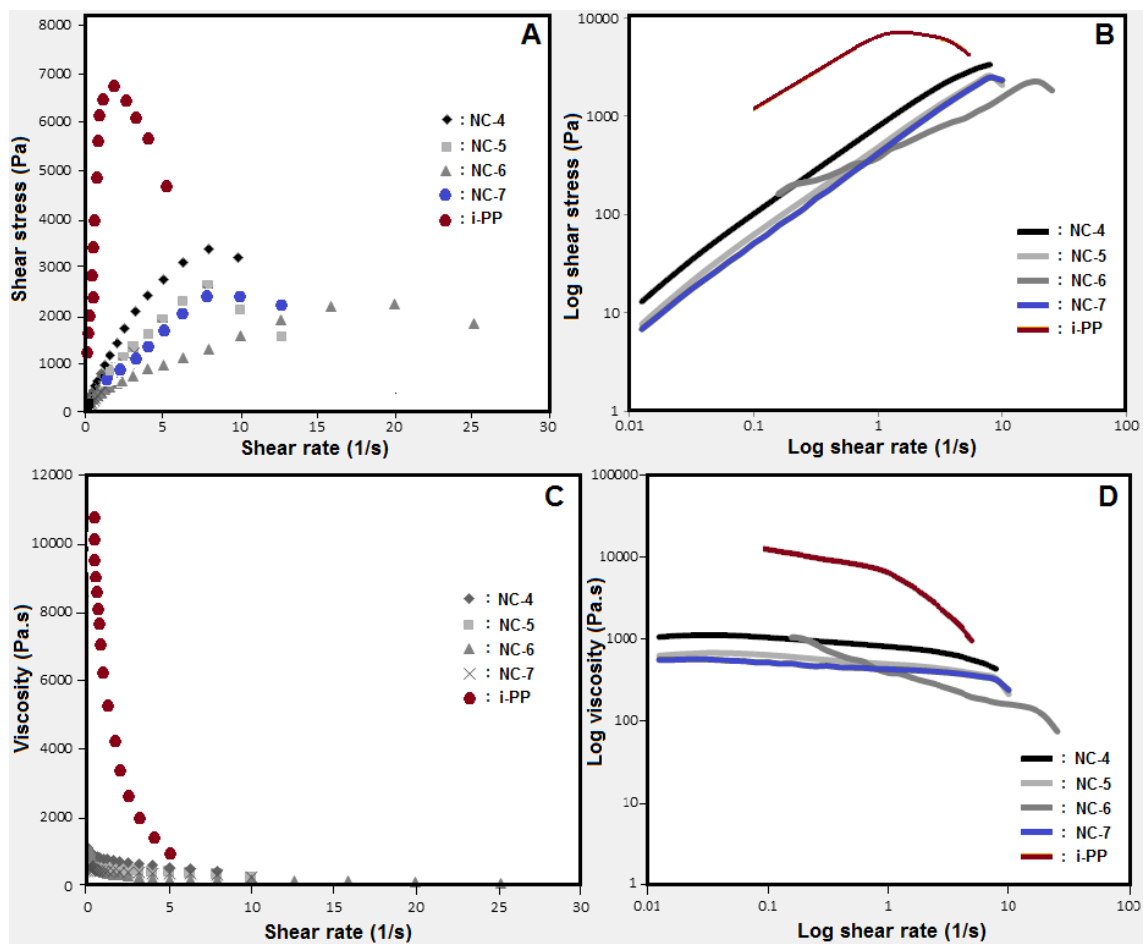 A
Shear stress (Pa)
8000
7000
6000
5000
4000
3000
2000
1000
0
: NC-4
: NC-5
: NC-6
: NC-7
: i-PP
0
5
10
15
20
25
30
Shear rate (1/s)
B
Log shear stress (Pa)
10000
1000
100
10
1
: NC-4
: NC-5
: NC-6
: NC-7
: i-PP
0.01
0.1
1
10
100
Log shear rate (1/s)
C
Viscosity (Pa.s)
12000
10000
8000
6000
4000
2000
0
: NC-4
: NC-5
: NC-6
: NC-7
: i-PP
0
5
10
15
20
25
30
Shear rate (1/s)
D
Log viscosity (Pa.s)
100000
10000
1000
100
10
1
: NC-4
: NC-5
: NC-6
: NC-7
: i-PP
0.01
0.1
1
10
100
Log shear rate (1/s)